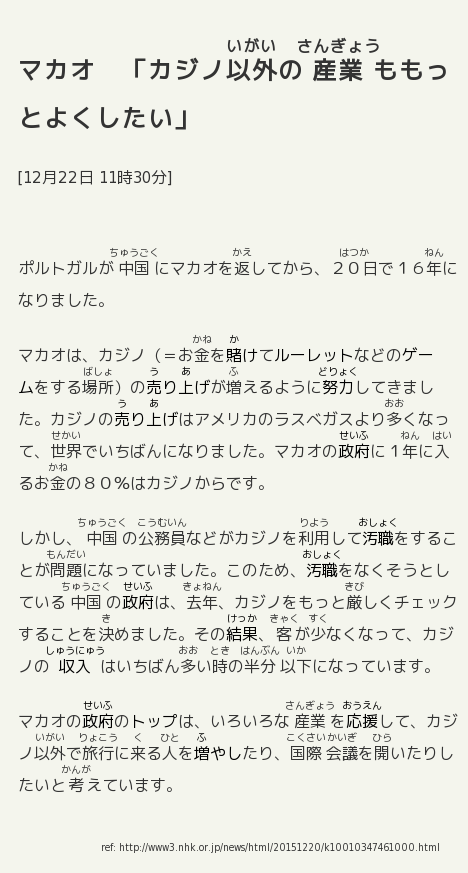 マカオ 「カジノ以外の 産業 ももっ
とよくしたい」
[12月22日 11時30分]
ポルトガルが 中国 にマカオを返してから、２０日で１６年に
なりました。
マカオは、カジノ（＝お金を賭けてルーレットなどのゲー
ムをする場所）の売り上げが増えるように努力してきまし
た。カジノの売り上げはアメリカのラスベガスより多くなっ
て、世界でいちばんになりました。マカオの政府に１年に入
るお金の８０％はカジノからです。
しかし、 中国 の公務員などがカジノを利用して汚職をするこ
とが問題になっていました。このため、汚職をなくそうとし
ている 中国 の政府は、去年、カジノをもっと厳しくチェック
することを決めました。その結果、客が少なくなって、カジ
ノの 収入 はいちばん多い時の半分 以下になっています。
マカオの政府のトップは、いろいろな 産業 を応援して、カジ
ノ以外で旅行に来る人を増やしたり、国際 会議を開いたりし
たいと考えています。
ref: http://www3.nhk.or.jp/news/html/20151220/k10010347461000.html